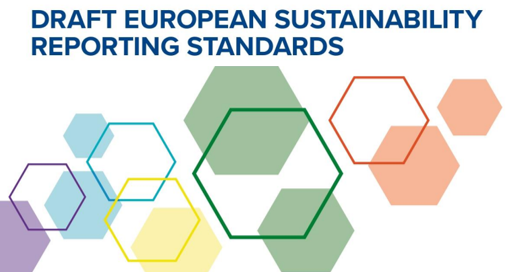 DRAFT EUROPEAN SUSTAINABILITY
REPORTING STANDARDS